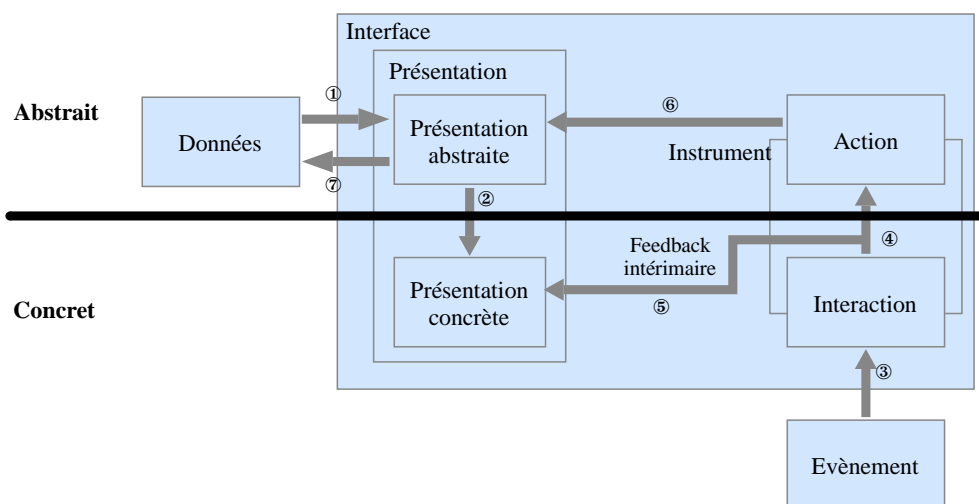 Interface
Présentation
①
⑥
Abstrait
Données
Présentation
abstraite
Instrument
Action
⑦
②
Feedback
intérimaire
④
Concret
Présentation
concrète
⑤
Interaction
③
Evènement